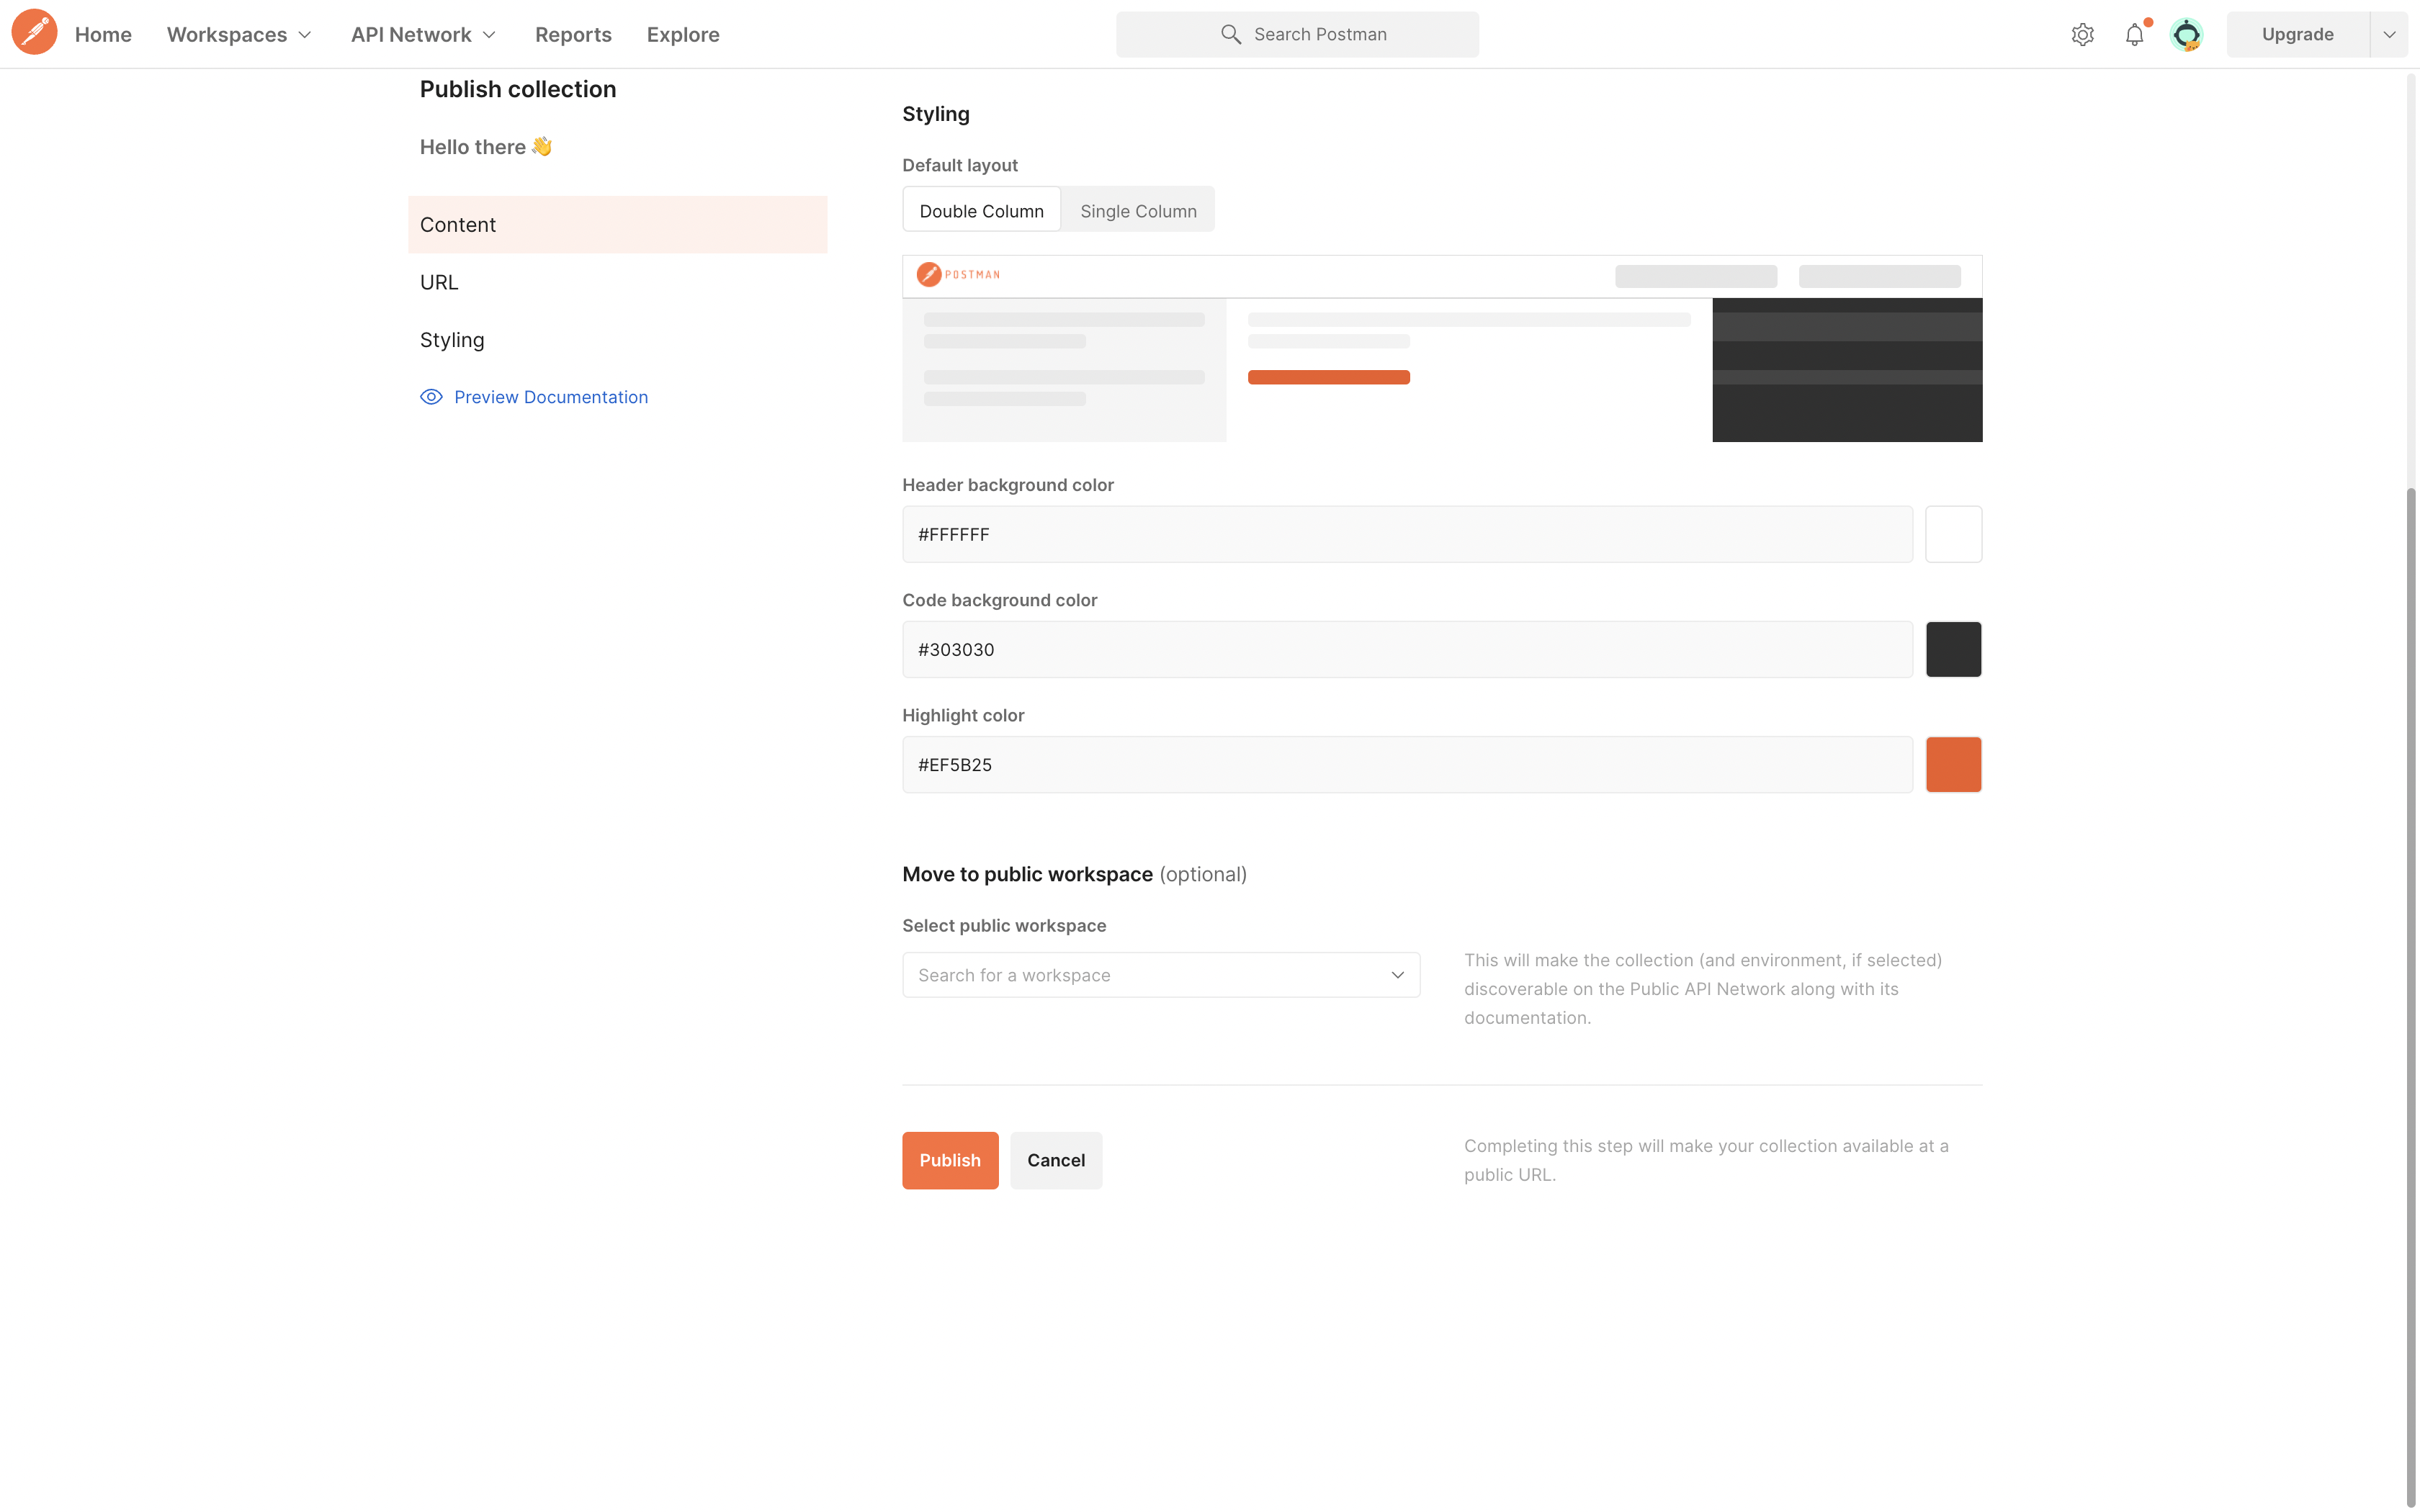 Home
Workspaces
API Network
Reports
Explore
Search Postman
Upgrade
Publish collection
Hello there 👋
Content
URL
Styling
Preview Documentation
Styling
Default layout
Double Column
Single Column
POSTMAN
Header background color
#FFFFFF
Code background color
#303030
Highlight color
#EF5B25
Move to public workspace (optional)
Select public workspace
Search for a workspace
This will make the collection (and environment, if selected)
discoverable on the Public API Network along with its
documentation.
Publish
Cancel
Completing this step will make your collection available at a
public URL.